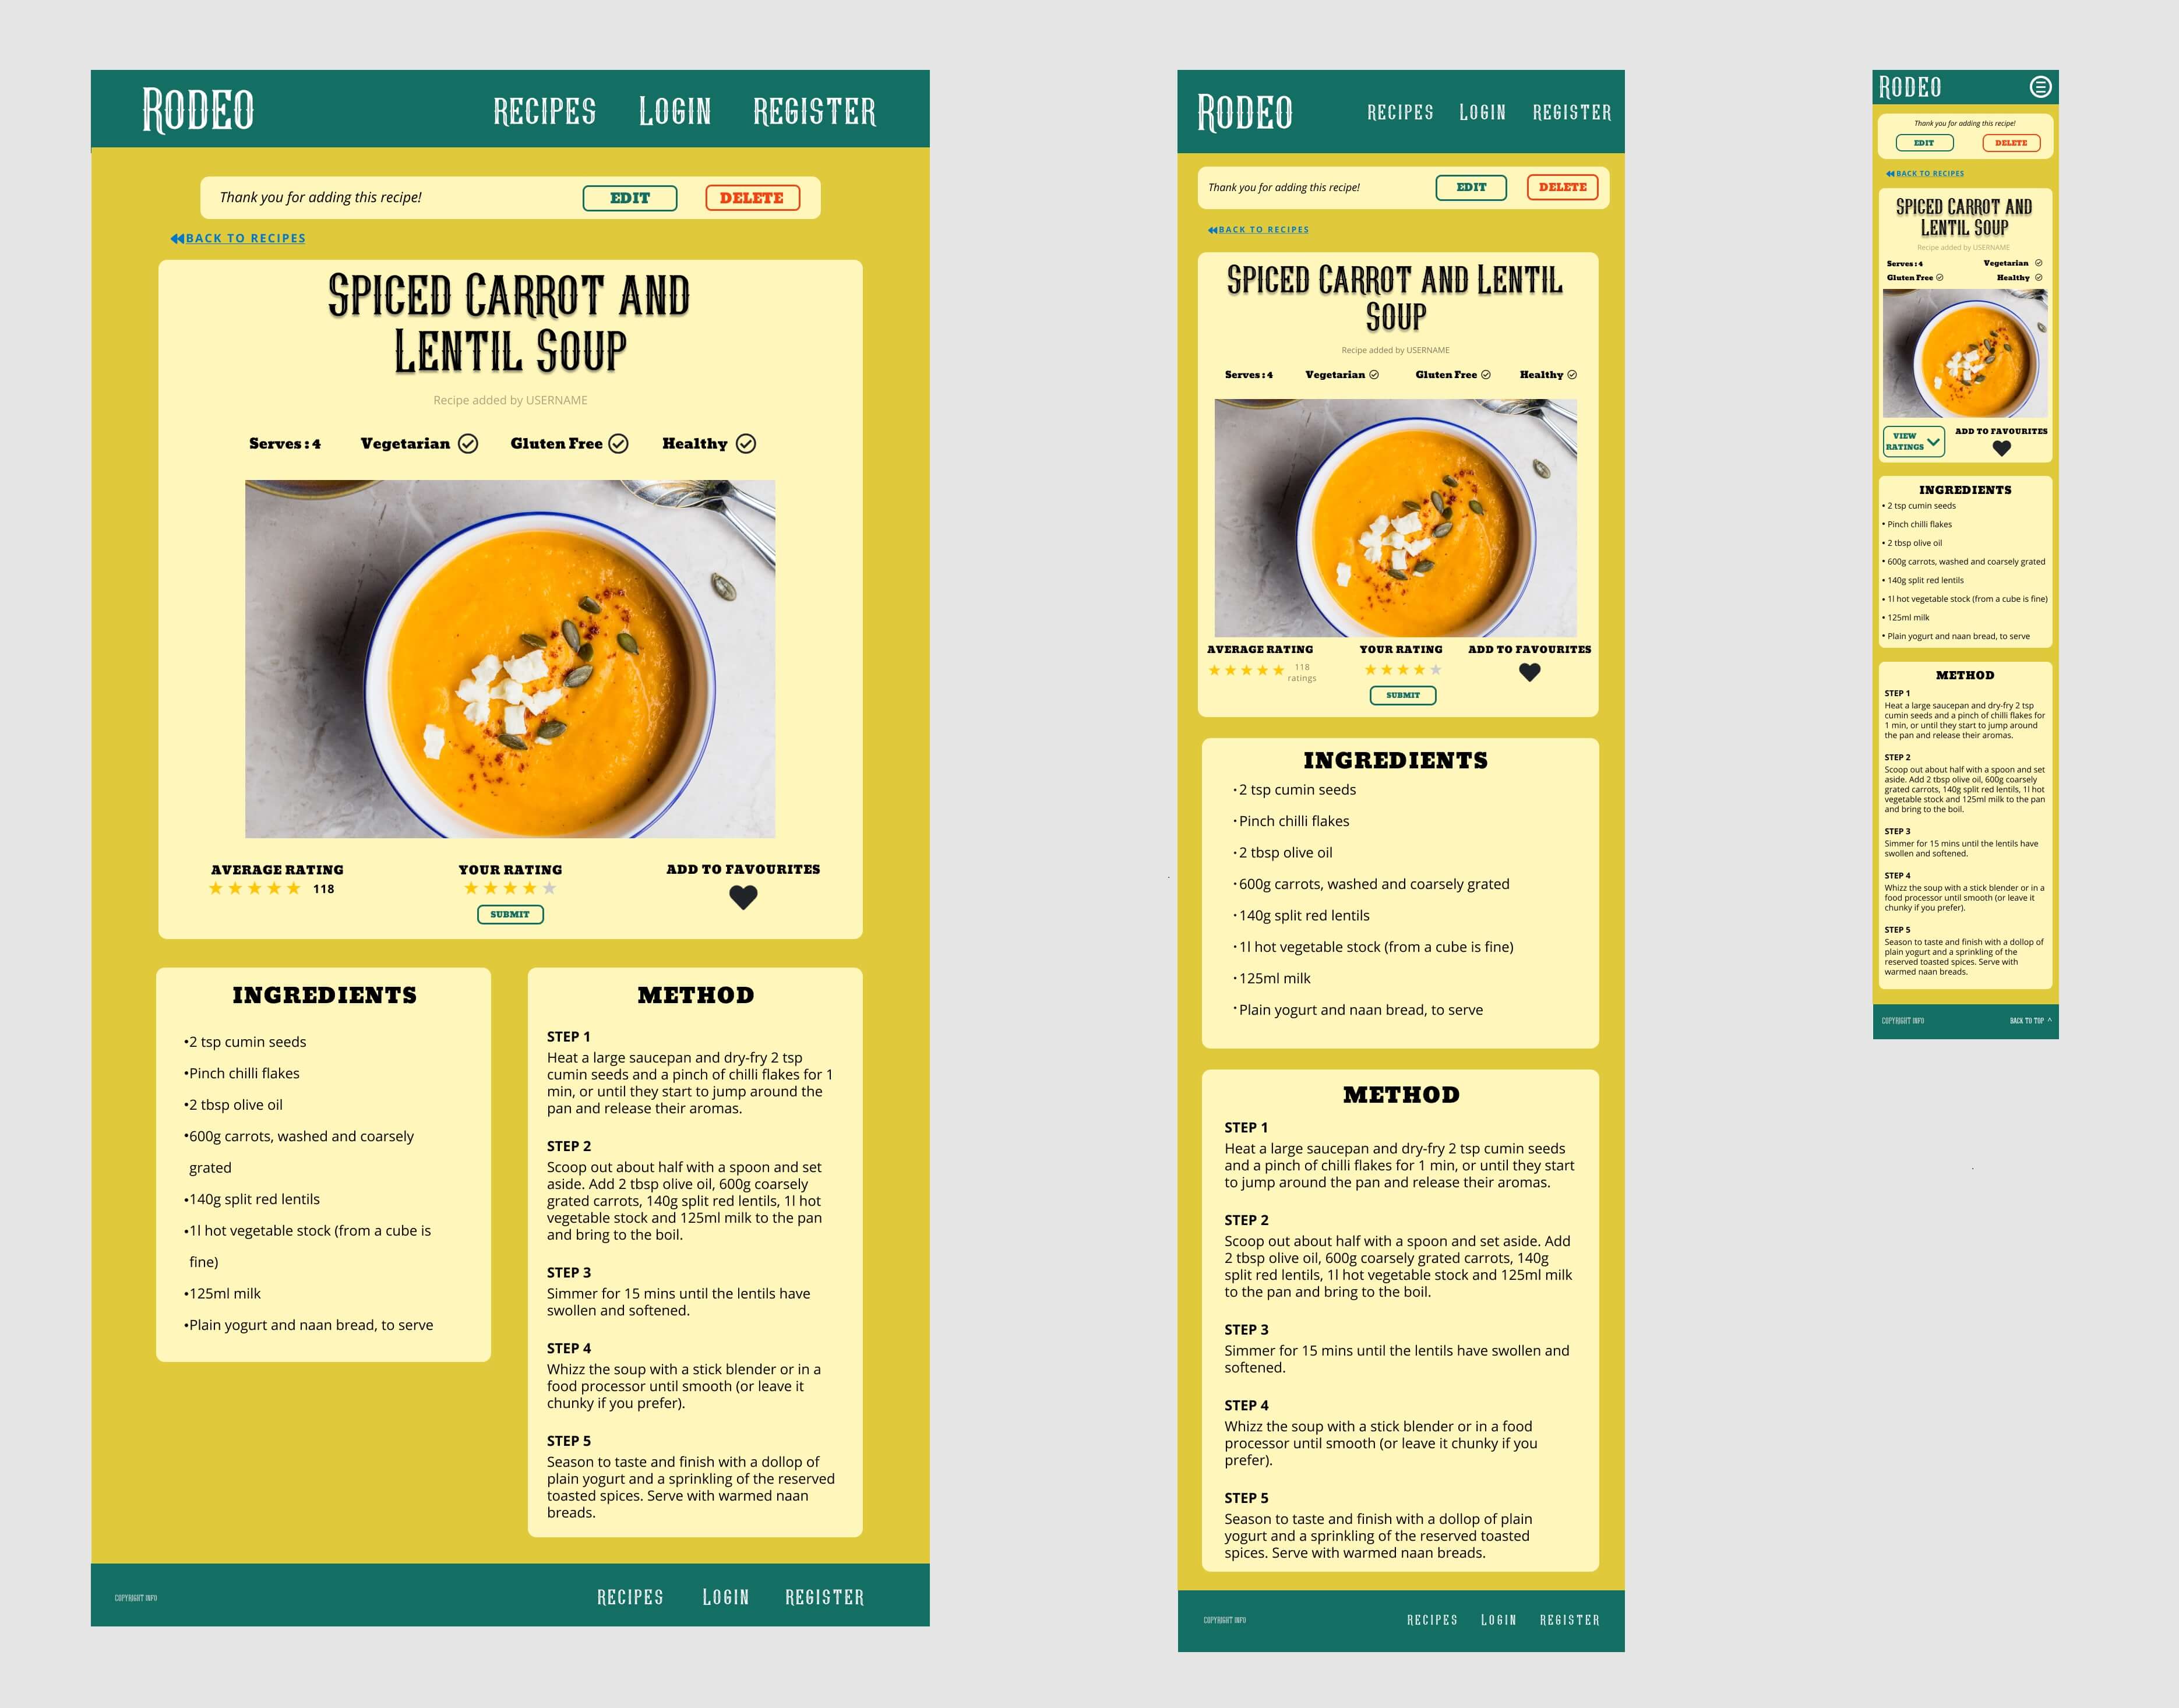 RODEO
RECIPES LOGIN REGISTER
Thank you for adding this recipe! EDIT DELETE
BACK TO RECIPES
SPICED CARROT AND
LENTIL SOUP
Recipe added by USERNAME
Serves : 4 Vegetarian Gluten Free Healthy
AVERAGE RATING YOUR RATING ADD TO FAVOURITES
118
SUBMIT
INGREDIENTS
•2 tsp cumin seeds
•Pinch chilli flakes
•2 tbsp olive oil
•600g carrots, washed and coarsely
grated
•140g split red lentils
•1l hot vegetable stock (from a cube is
fine)
•125ml milk
•Plain yogurt and naan bread, to serve
METHOD
STEP 1
Heat a large saucepan and dry-fry 2 tsp
cumin seeds and a pinch of chilli flakes for 1
min, or until they start to jump around the
pan and release their aromas.
STEP 2
Scoop out about half with a spoon and set
aside. Add 2 tbsp olive oil, 600g coarsely
grated carrots, 140g split red lentils, 1l hot
vegetable stock and 125ml milk to the pan
and bring to the boil.
STEP 3
Simmer for 15 mins until the lentils have
swollen and softened.
STEP 4
Whizz the soup with a stick blender or in a
food processor until smooth (or leave it
chunky if you prefer).
STEP 5
Season to taste and finish with a dollop of
plain yogurt and a sprinkling of the reserved
toasted spices. Serve with warmed naan
breads.
COPYRIGHT INFO RECIPES LOGIN REGISTER
RODEO
RECIPES LOGIN REGISTER
Thank you for adding this recipe! EDIT DELETE
BACK TO RECIPES
SPICED CARROT AND LENTIL
SOUP
Recipe added by USERNAME
Serves : 4 Vegetarian Gluten Free Healthy
AVERAGE RATING YOUR RATING ADD TO FAVOURITES
118
ratings
SUBMIT
INGREDIENTS
•2 tsp cumin seeds
•Pinch chilli flakes
•2 tbsp olive oil
•600g carrots, washed and coarsely grated
•140g split red lentils
•1l hot vegetable stock (from a cube is fine)
•125ml milk
•Plain yogurt and naan bread, to serve
METHOD
STEP 1
Heat a large saucepan and dry-fry 2 tsp cumin seeds
and a pinch of chilli flakes for 1 min, or until they start
to jump around the pan and release their aromas.
STEP 2
Scoop out about half with a spoon and set aside. Add
2 tbsp olive oil, 600g coarsely grated carrots, 140g
split red lentils, 1l hot vegetable stock and 125ml milk
to the pan and bring to the boil.
STEP 3
Simmer for 15 mins until the lentils have swollen and
softened.
STEP 4
Whizz the soup with a stick blender or in a food
processor until smooth (or leave it chunky if you
prefer).
STEP 5
Season to taste and finish with a dollop of plain
yogurt and a sprinkling of the reserved toasted
spices. Serve with warmed naan breads.
COPYRIGHT INFO RECIPES LOGIN REGISTER
RODEO
Thank you for adding this recipe!
EDIT DELETE
BACK TO RECIPES
SPICED CARROT AND
LENTIL SOUP
Recipe added by USERNAME
Serves : 4 Vegetarian
Gluten Free Healthy
VIEW
RATINGS
ADD TO FAVOURITES
INGREDIENTS
• 2 tsp cumin seeds
• Pinch chilli flakes
• 2 tbsp olive oil
• 600g carrots, washed and coarsely grated
• 140g split red lentils
• 1l hot vegetable stock (from a cube is fine)
• 125ml milk
• Plain yogurt and naan bread, to serve
METHOD
STEP 1
Heat a large saucepan and dry-fry 2 tsp
cumin seeds and a pinch of chilli flakes for
1 min, or until they start to jump around
the pan and release their aromas.
STEP 2
Scoop out about half with a spoon and set
aside. Add 2 tbsp olive oil, 600g coarsely
grated carrots, 140g split red lentils, 1l hot
vegetable stock and 125ml milk to the pan
and bring to the boil.
STEP 3
Simmer for 15 mins until the lentils have
swollen and softened.
STEP 4
Whizz the soup with a stick blender or in a
food processor until smooth (or leave it
chunky if you prefer).
STEP 5
Season to taste and finish with a dollop of
plain yogurt and a sprinkling of the
reserved toasted spices. Serve with
warmed naan breads.
COPYRIGHT INFO BACK TO TOP ^